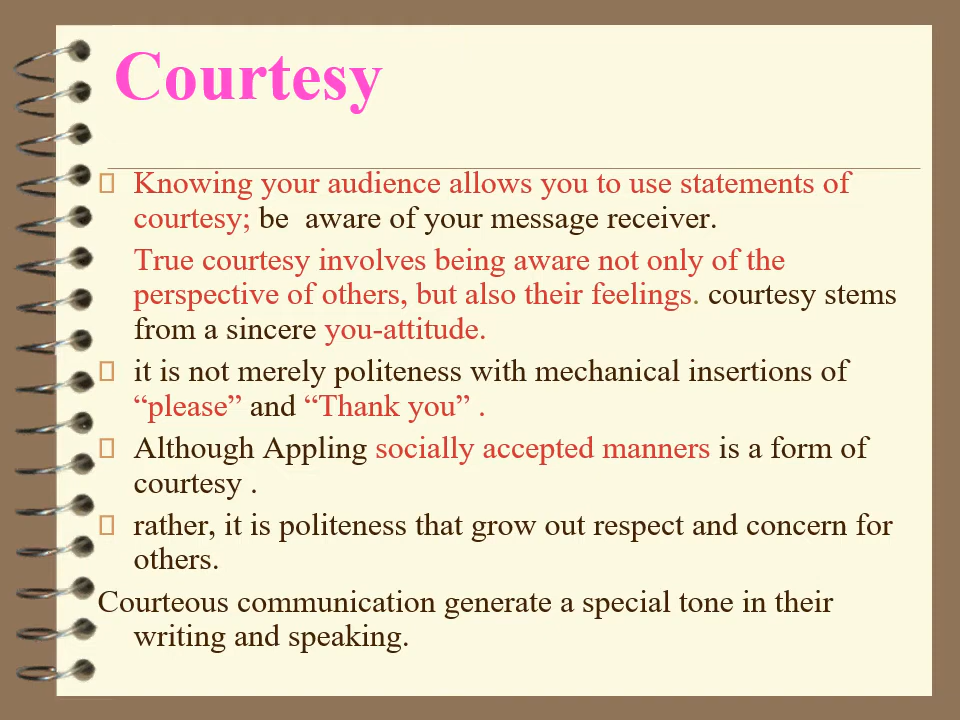 Courtesy
Knowing your audience allows you to use statements of
courtesy; be  aware of your message receiver.
True courtesy involves being aware not only of the
perspective of others, but also their feelings. courtesy stems
from a sincere you-attitude.
it is not merely politeness with mechanical insertions of
“please” and “Thank you” .
Although Appling socially accepted manners is a form of
courtesy .
rather, it is politeness that grow out respect and concern for
others.
Courteous communication generate a special tone in their
writing and speaking.